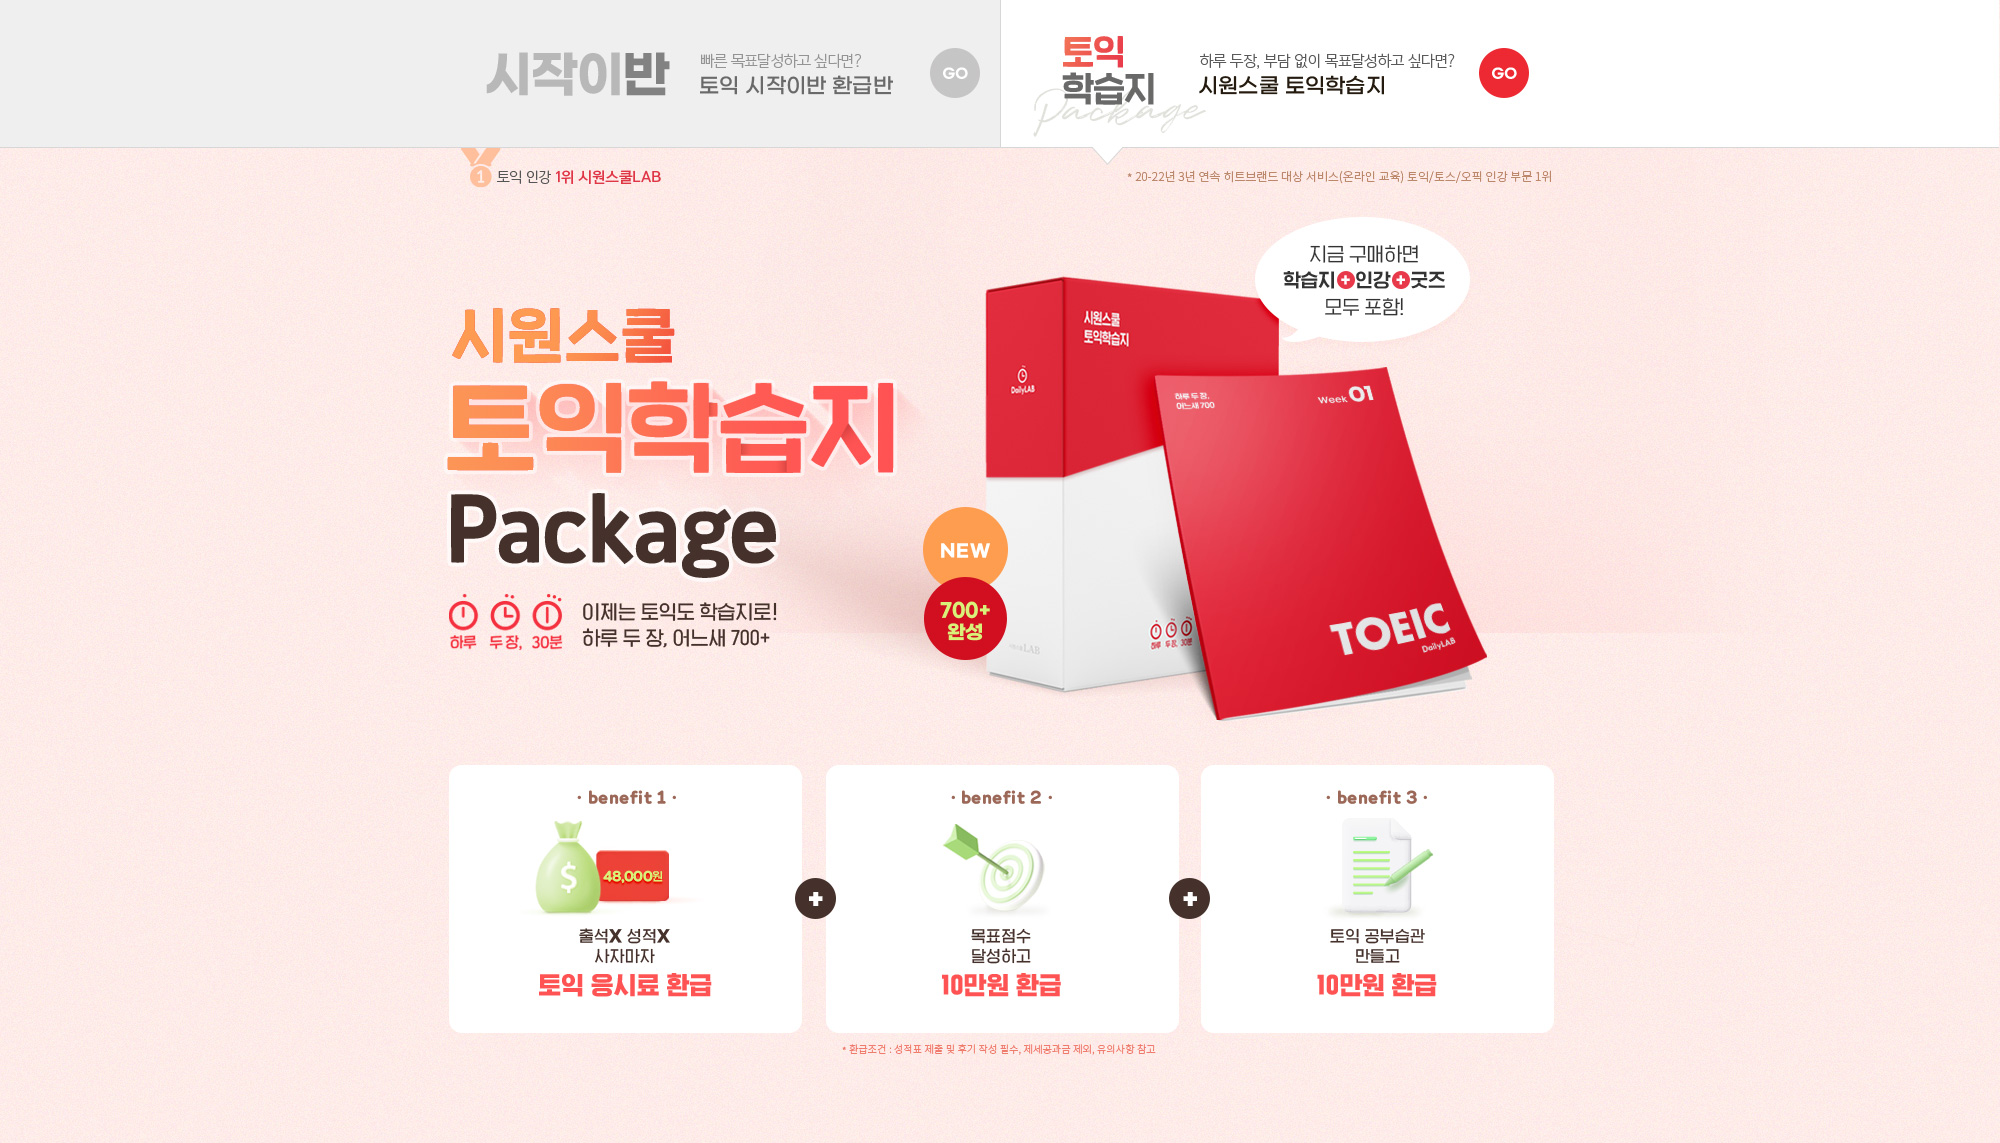 시작이반
빠른 목표달성하고 싶다면?
토익 시작이반 환급반
GO
토익
학습지
Package
하루 두장, 부담 없이 목표달성하고 싶다면?
시원스쿨 토익학습지
GO
1
토익 인강 1위 시원스쿨LAB
* 20-22년 3년 연속 히트브랜드 대상 서비스(온라인 교육) 토익/토스/오픽 인강 부문 1위
지금 구매하면
학습지+인강+굿즈
모두 포함!
시원스쿨
토익학습지
Package
하루 두 장, 30분
이제는 토익도 학습지로!
하루 두 장, 어느새 700+
시원스쿨
토익학습지
DailyLAB
하루 두 장,
어느새 700
Week 01
NEW
700+
완성
LAB
하루 두 장, 30분
TOEIC
DailyLAB
· benefit 1 ·
$
48,000원
출석X 성적X
사자마자
토익 응시료 환급
+
· benefit 2 ·
목표점수
달성하고
10만원 환급
+
· benefit 3 ·
토익 공부습관
만들고
10만원 환급
* 환급조건 : 성적표 제출 및 후기 작성 필수, 제세공과금 제외, 유의사항 참고